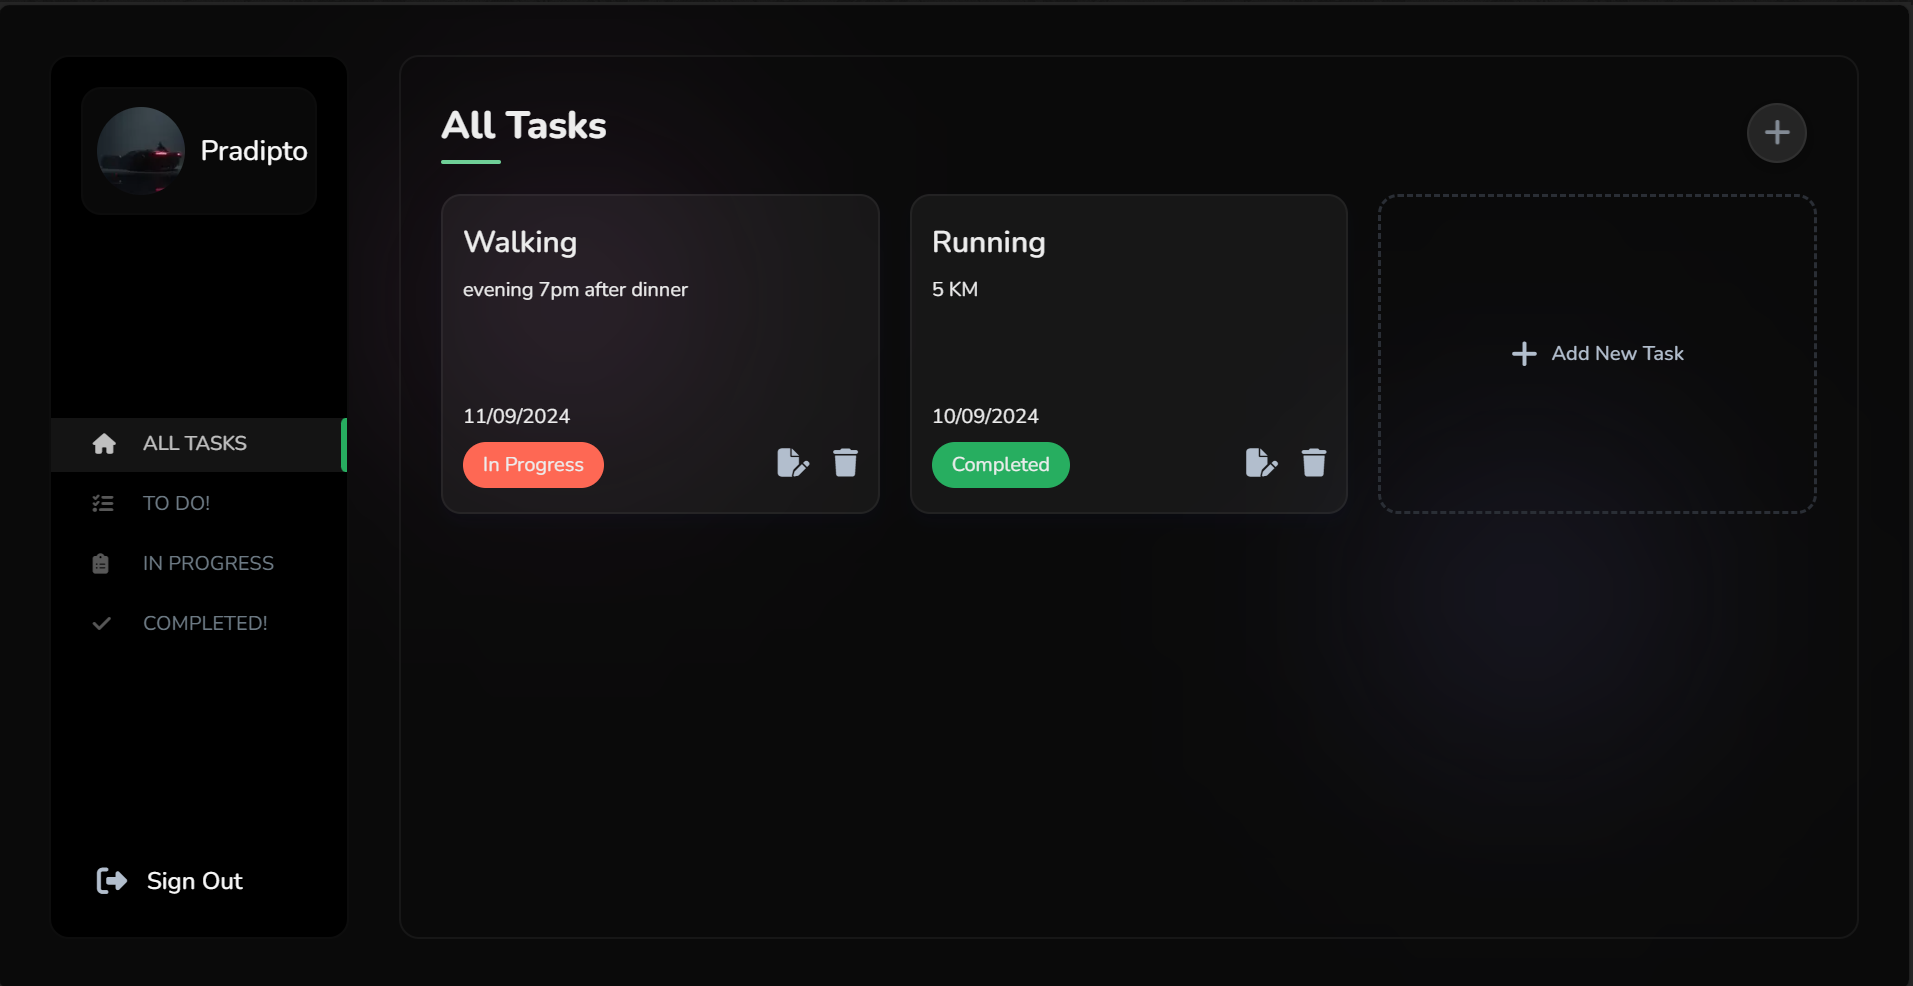 Pradipto
ALL TASKS
TO DO!
IN PROGRESS
COMPLETED!
Sign Out
All Tasks
Walking
evening 7pm after dinner
11/09/2024
In Progress
Running
5 KM
10/09/2024
Completed
Add New Task